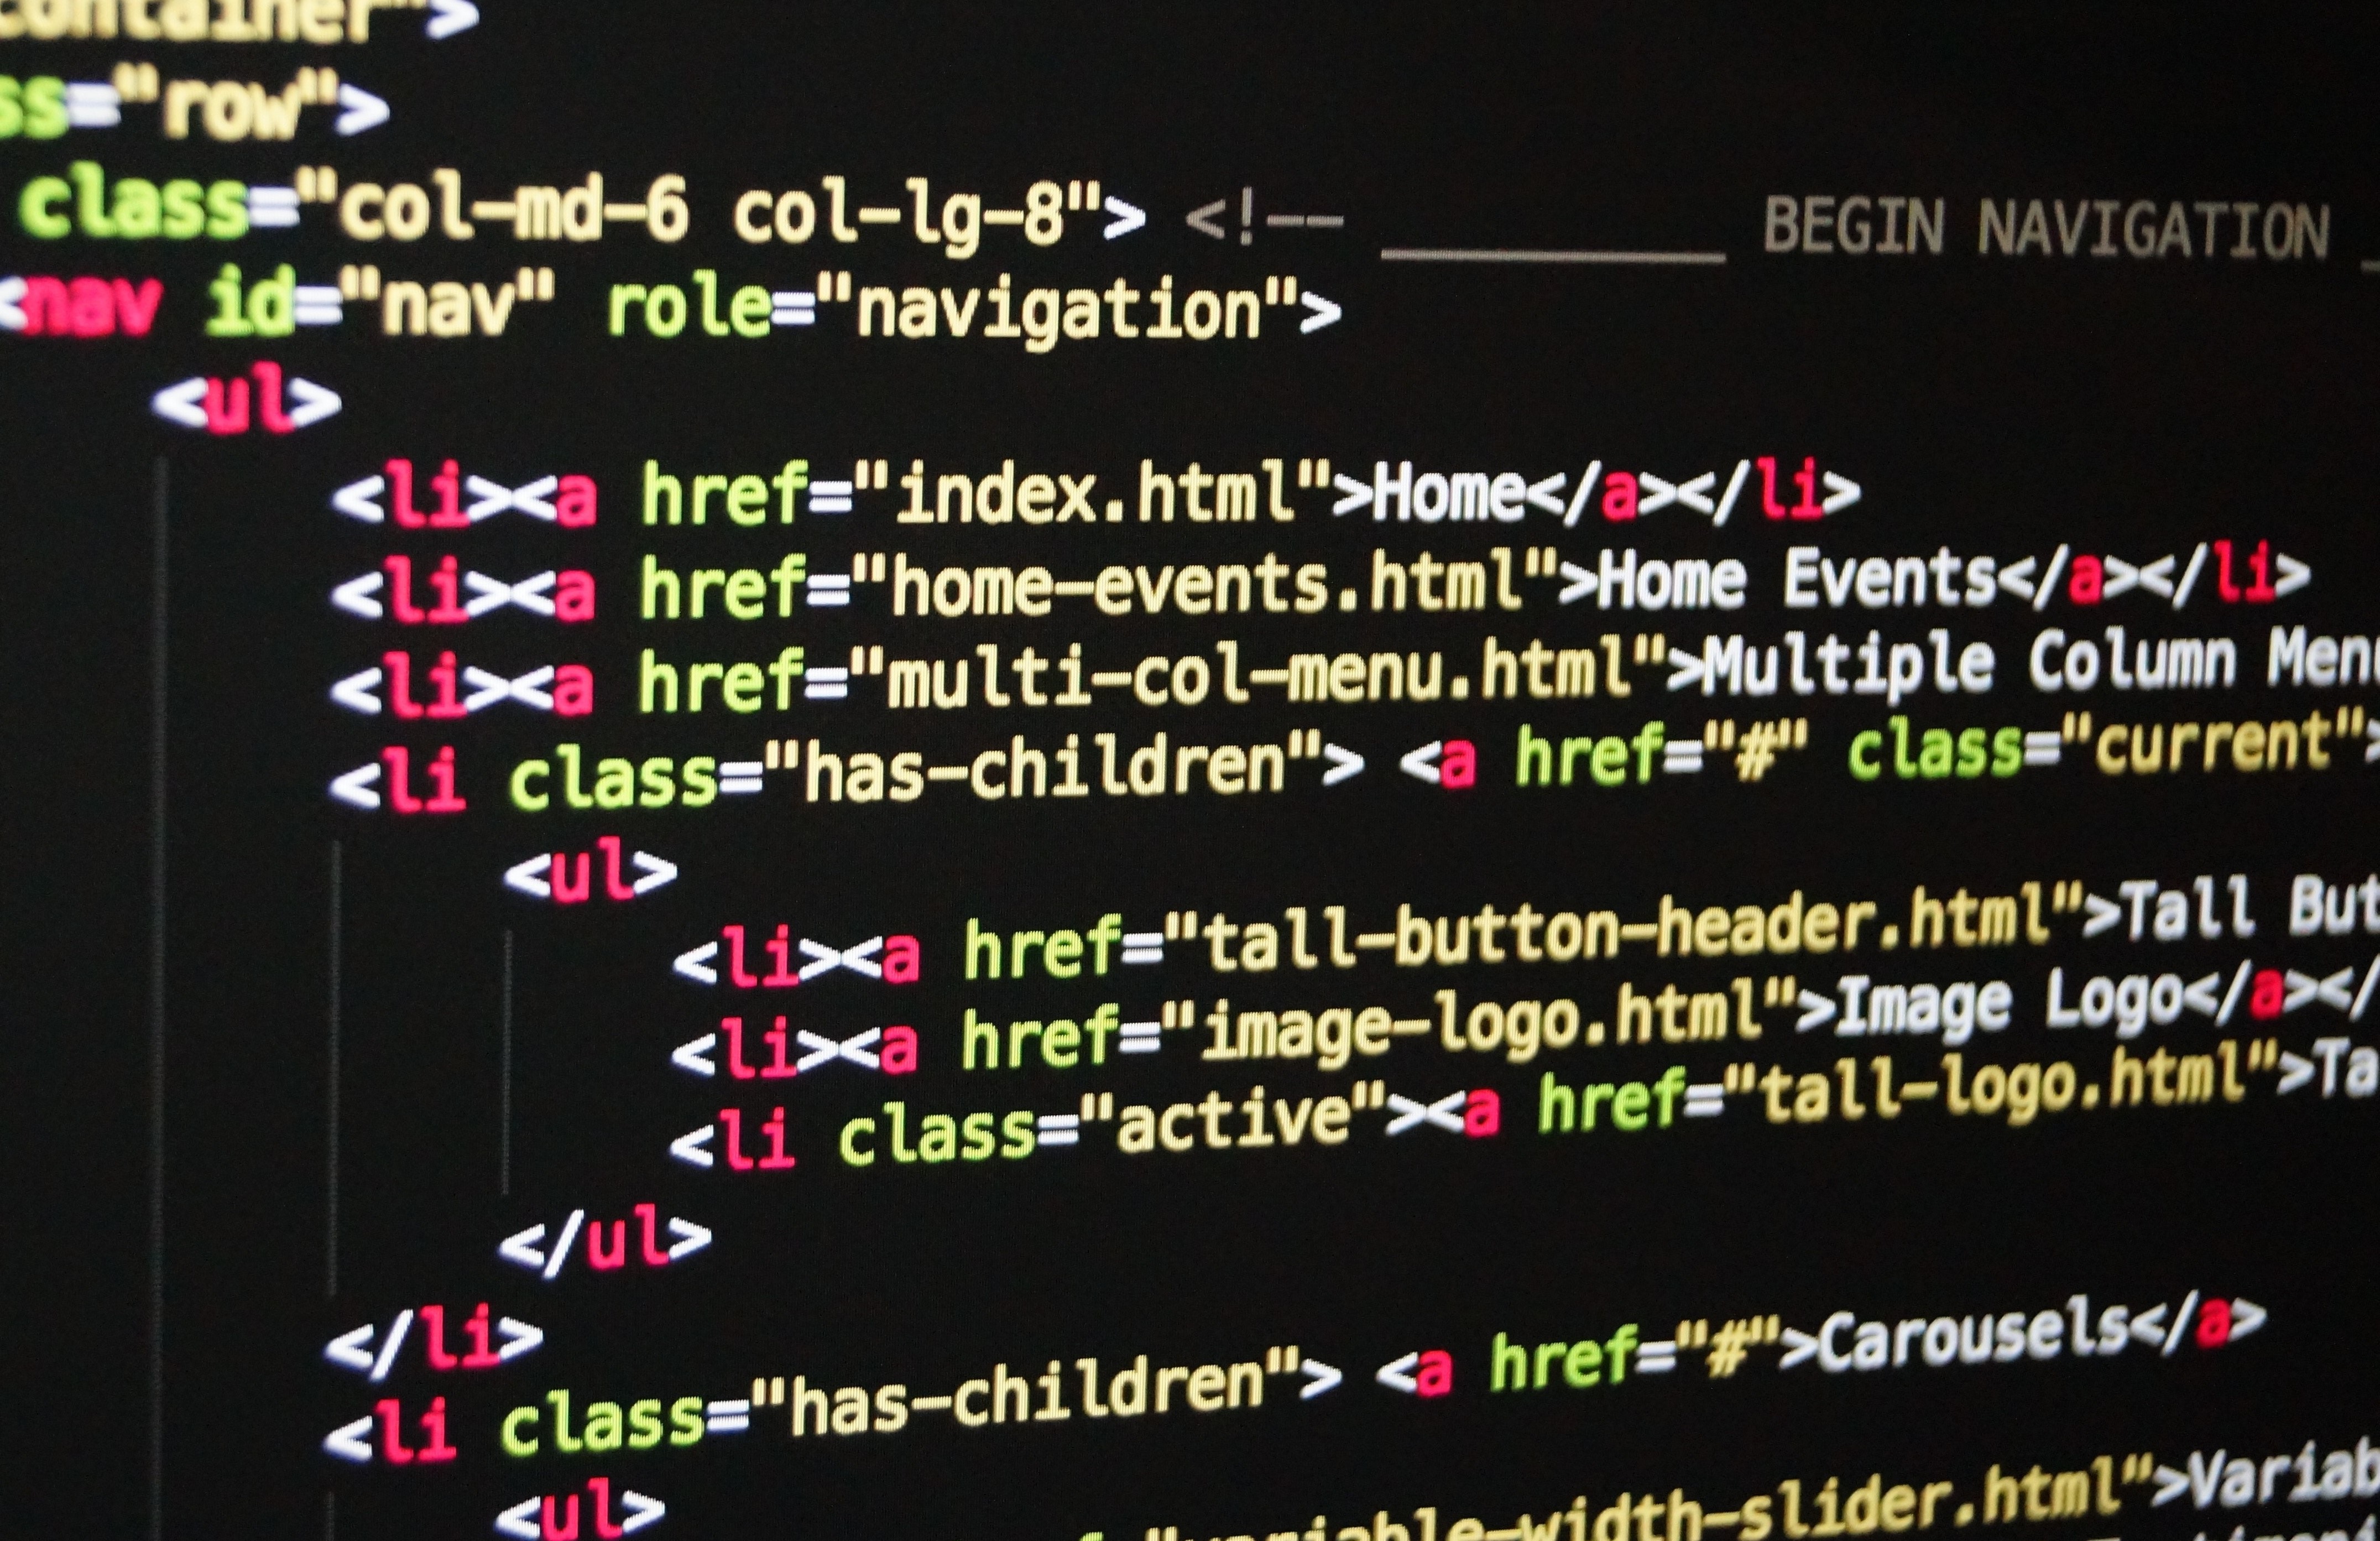 container">
ss="row">
class="col-md-6 col-lg-8"> <!-- ________ BEGIN NAVIGATION _
<nav id="nav" role="navigation">
<ul>
<li><a href="index.html">Home</a></li>
<li><a href="home-events.html">Home Events</a></li>
<li><a href="multi-col-menu.html">Multiple Column Menu
<li class="has-children"> <a href="#" class="current">
<ul>
<li><a href="tall-button-header.html">Tall But
<li><a href="image-logo.html">Image Logo</a></
<li class="active"><a href="tall-logo.html">Ta
</ul>
</li>
<li class="has-children"> <a href="#">Carousels</a>
<ul>
"variable-width-slider.html">Variab